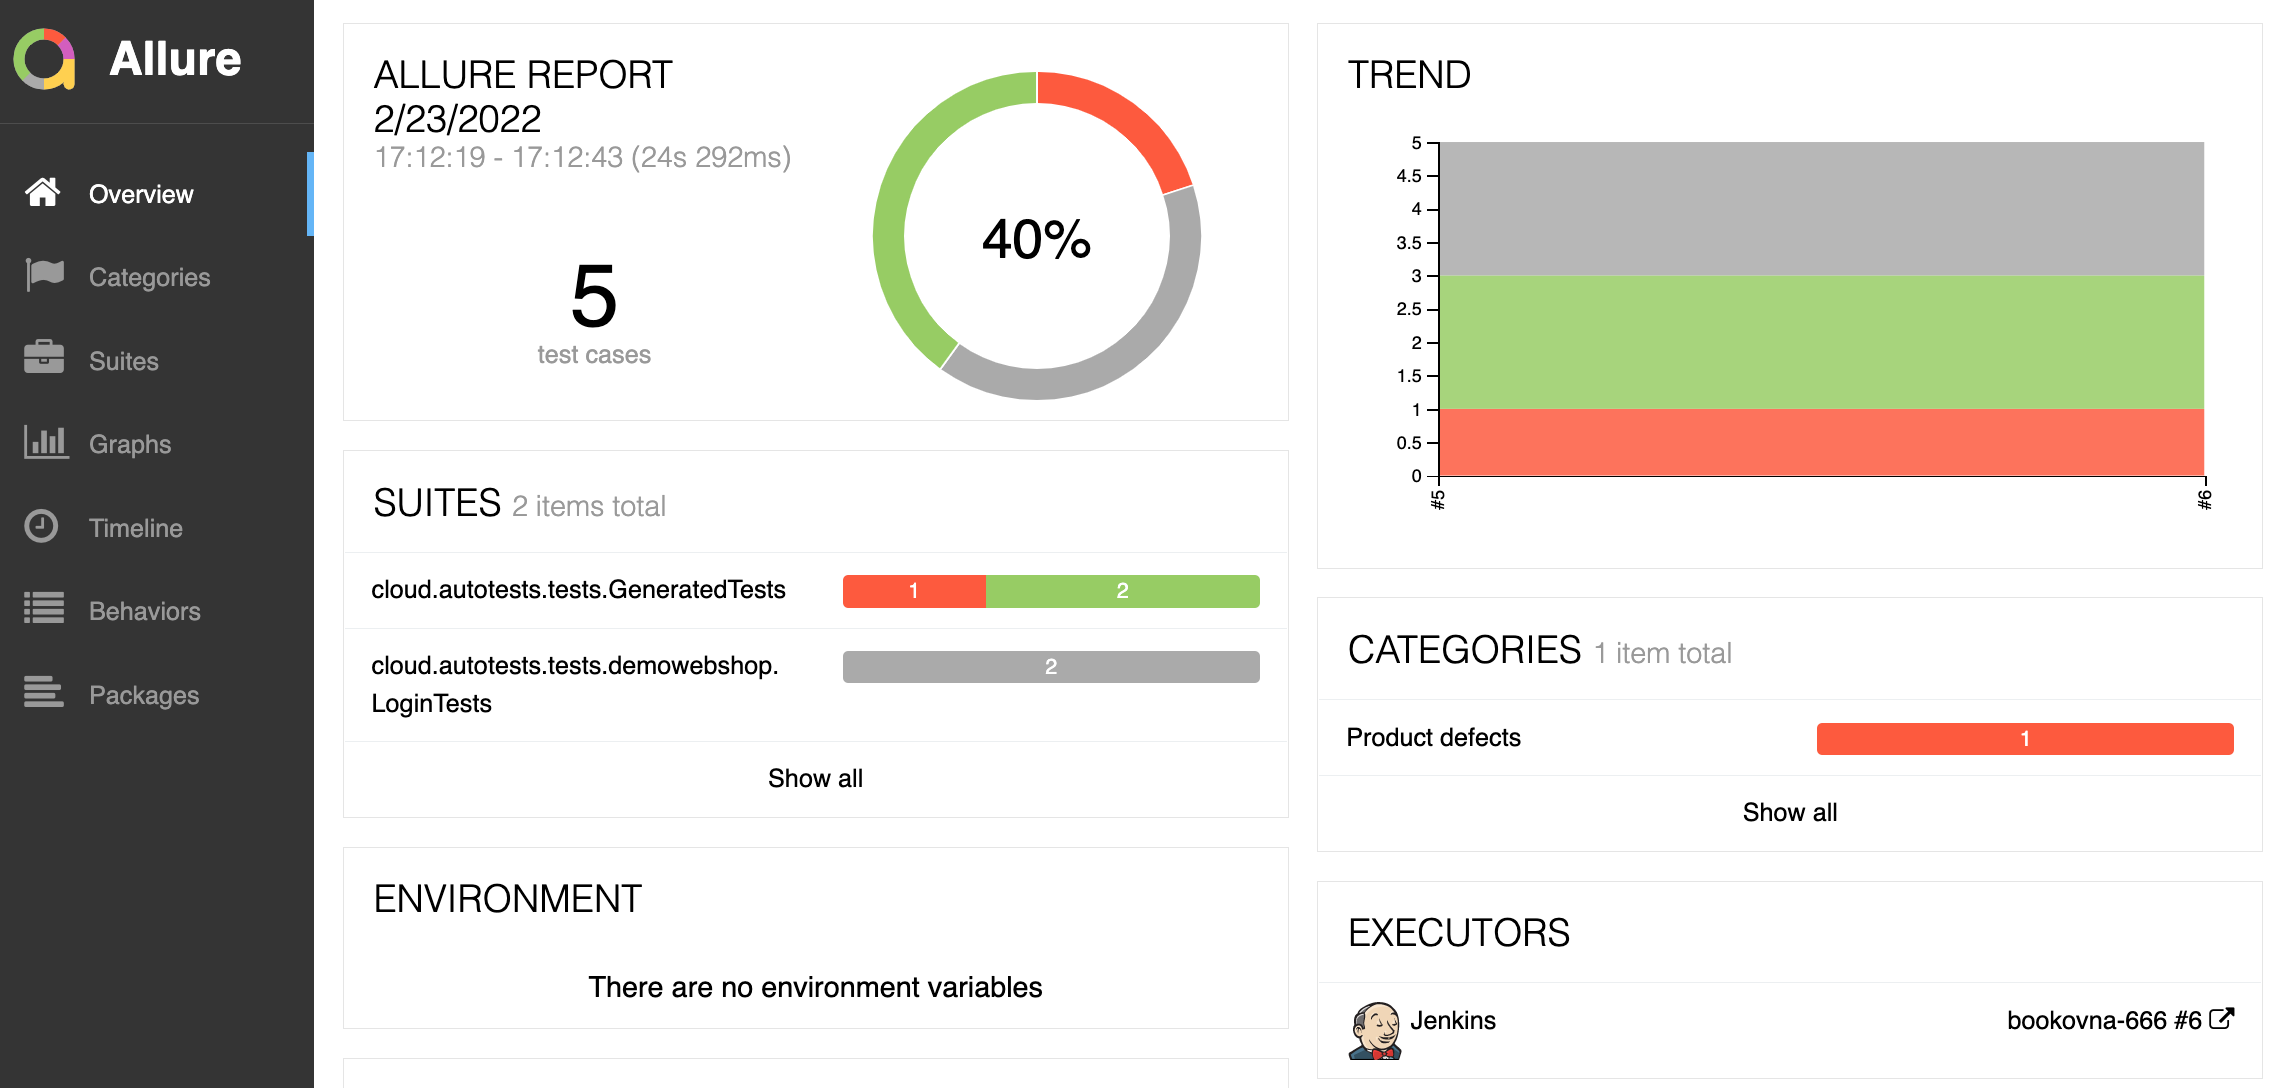 Allure
Overview
Categories
Suites
Graphs
Timeline
Behaviors
Packages
ALLURE REPORT
2/23/2022
17:12:19 - 17:12:43 (24s 292ms)
5
test cases
40%
SUITES 2 items total
cloud.autotests.tests.GeneratedTests 1 2
cloud.autotests.tests.demowebshop. 2
LoginTests
Show all
ENVIRONMENT
There are no environment variables
TREND
5
4.5
4
3.5
3
2.5
2
1.5
1
0.5
0
#5
#6
CATEGORIES 1 item total
Product defects 1
Show all
EXECUTORS
Jenkins bookovna-666 #6